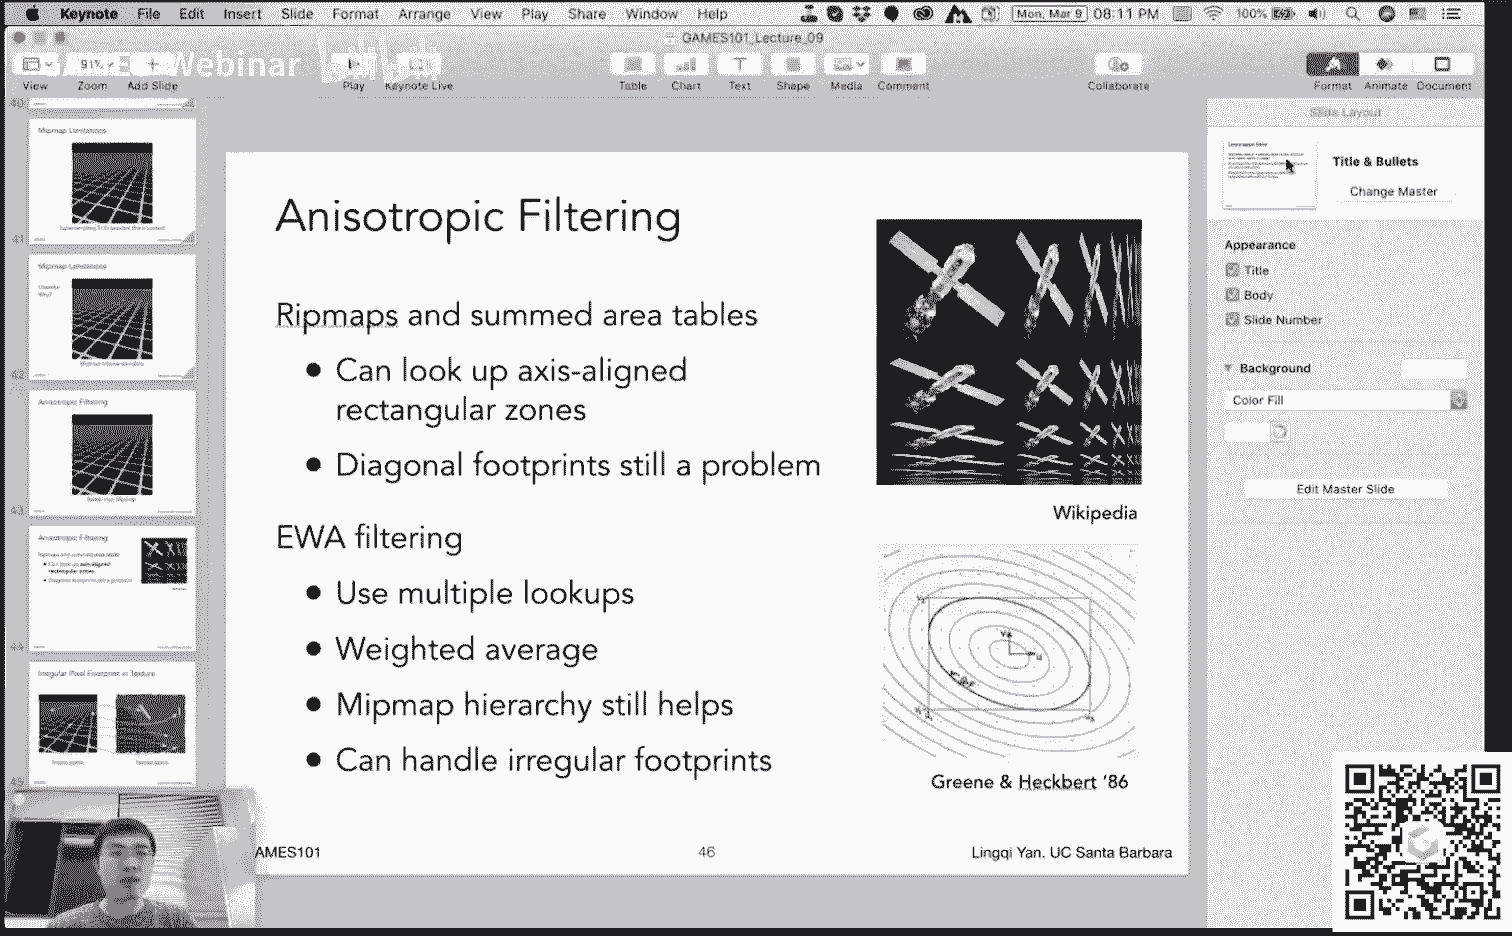 Keynote File Edit Insert Slide Format Arrange View Play Share Window Help
Mon, Mar 9 08:11 PM 100%
GAMES101_Lecture_09
Webinar
91%
View Zoom Add Slide Play Keynote Live Table Chart Text Shape Media Comment Collaborate Format Animate Document
40
Mipmap Limitations
41
Mipmap Limitations
42
Anisotropic Filtering
43
Anisotropic Filtering
44
Irregular Pixel Footprint in Texture
45
Anisotropic Filtering
Ripmaps and summed area tables
• Can look up axis-aligned
rectangular zones
• Diagonal footprints still a problem
Wikipedia
EWA filtering
• Use multiple lookups
• Weighted average
• Mipmap hierarchy still helps
• Can handle irregular footprints
Greene & Heckbert '86
AMES101
46
Lingqi Yan, UC Santa Barbara
Slide Layout
Title & Bullets
Change Master
Appearance
Title
Body
Slide Number
Background
Color Fill
Edit Master Slide